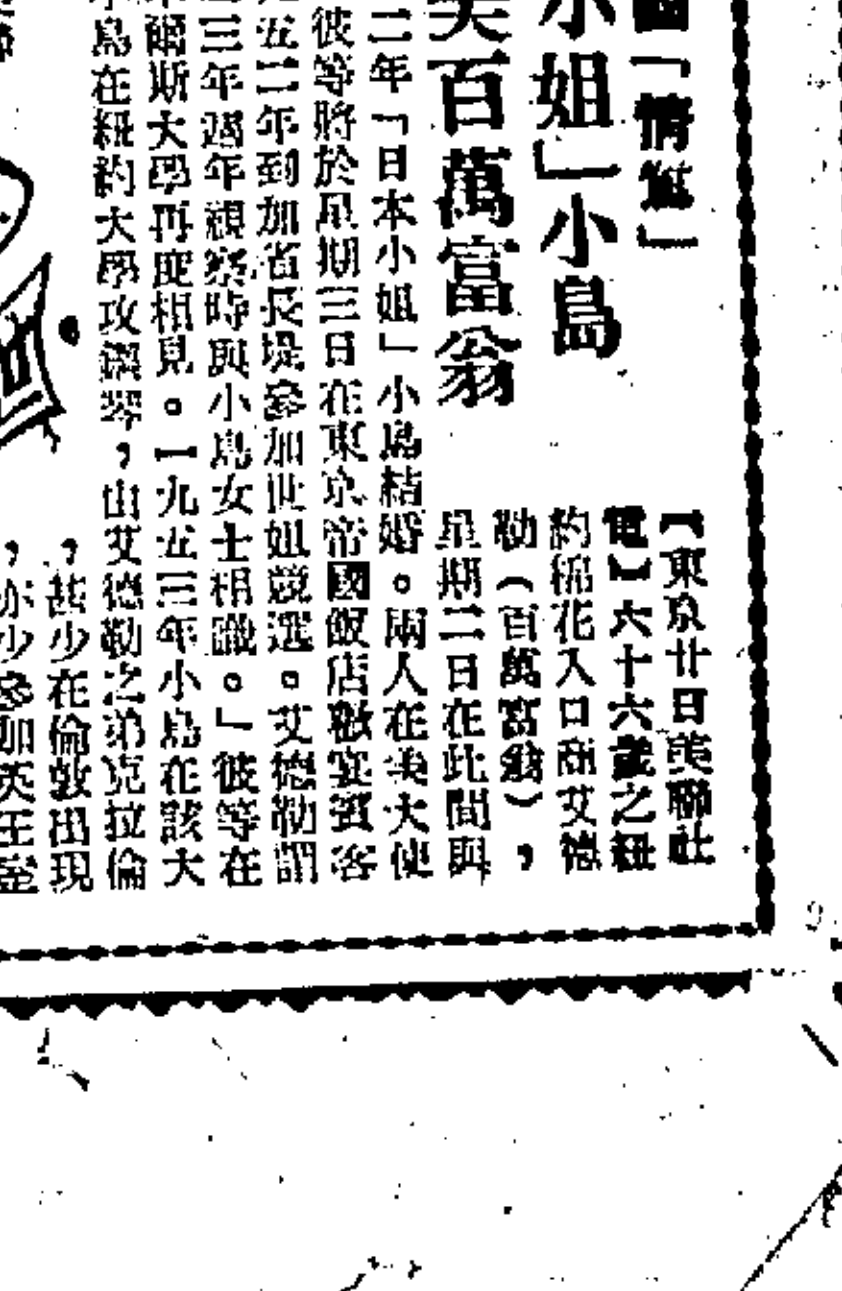 國「情□」
小姐」小島
美百萬富翁
【東京廿日美聯社
電】六十六歲之紐
約棉花入口商艾德
勒（百萬富翁），
星期二日在此間與
二年「日本小姐」小島結婚。兩人在美大使
彼等將於星期三日在東京帝國飯店歡宴賓客
五二年到加省長堤參加世姐競選。艾德勒謂
三年週年視察時與小島女士相識。」彼等在
爾斯大學再度相見。一九五三年小島在該大
島在紐約大學攻鋼琴，由艾德勒之弟克拉倫
，甚少在倫敦出現
，亦少參加英王室